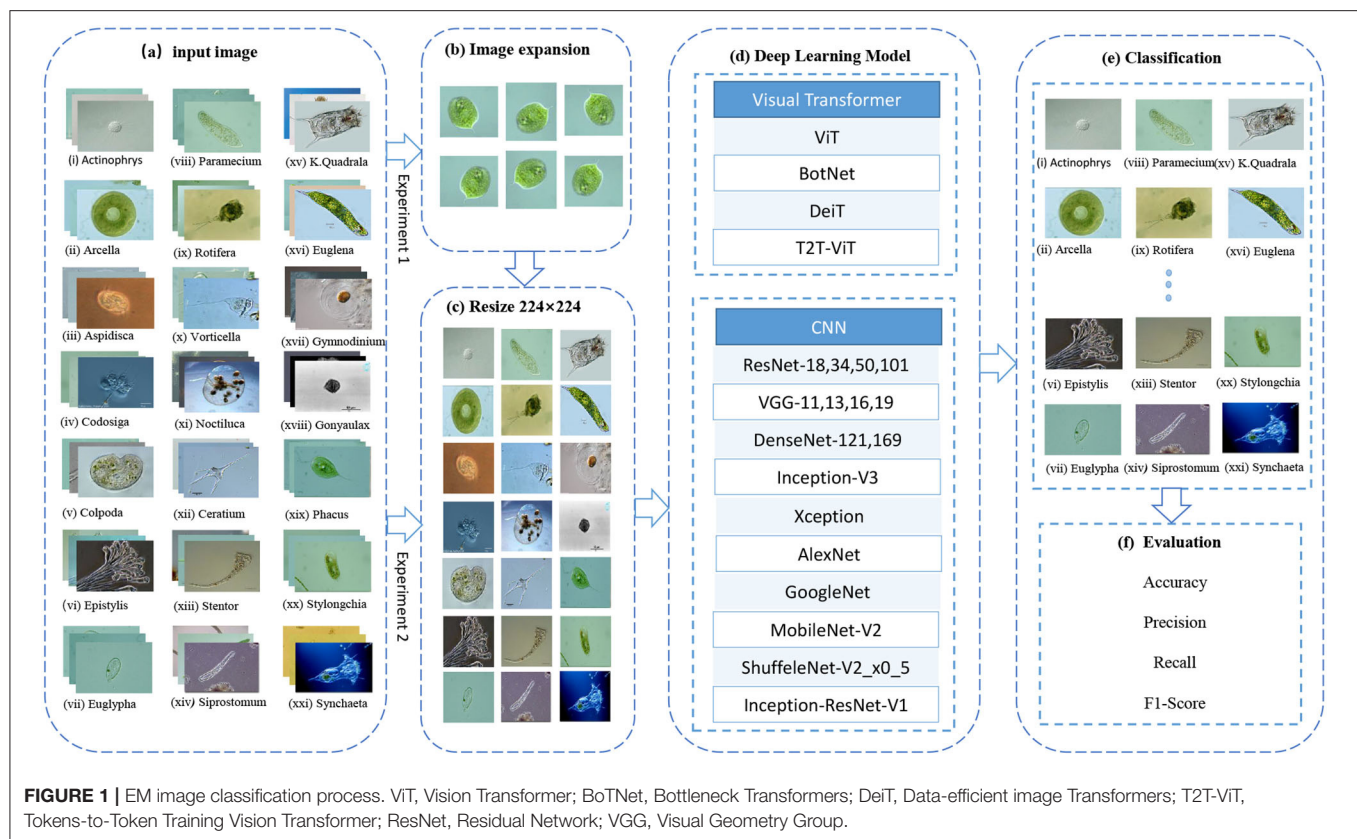 (a) input image
(i) Actinophrys
(viii) Paramecium
(xv) K.Quadrala
(ii) Arcella
(ix) Rotifera
(xvi) Euglena
(iii) Aspidisca
(x) Vorticella
(xvii) Gymnodinium
(iv) Codosiga
(xi) Noctiluca
(xviii) Gonyaulax
(v) Colpoda
(xii) Ceratium
(xix) Phacus
(vi) Epistylis
(xiii) Stentor
(xx) Stylongchia
(vii) Euglypha
(xiv) Siprostomum
(xxi) Synchaeta
Experiment 1
Experiment 2
(b) Image expansion
(c) Resize 224×224
(d) Deep Learning Model
Visual Transformer
ViT
BotNet
DeiT
T2T-ViT
CNN
ResNet-18,34,50,101
VGG-11,13,16,19
DenseNet-121,169
Inception-V3
Xception
AlexNet
GoogleNet
MobileNet-V2
ShuffeleNet-V2_x0_5
Inception-ResNet-V1
(e) Classification
(i) Actinophrys
(viii) Paramecium
(xv) K.Quadrala
(ii) Arcella
(ix) Rotifera
(xvi) Euglena
(vi) Epistylis
(xiii) Stentor
(xx) Stylongchia
(vii) Euglypha
(xiv) Siprostomum
(xxi) Synchaeta
(f) Evaluation
Accuracy
Precision
Recall
F1-Score
FIGURE 1 | EM image classification process. ViT, Vision Transformer; BoTNet, Bottleneck Transformers; DeiT, Data-efficient image Transformers; T2T-ViT,
Tokens-to-Token Training Vision Transformer; ResNet, Residual Network; VGG, Visual Geometry Group.